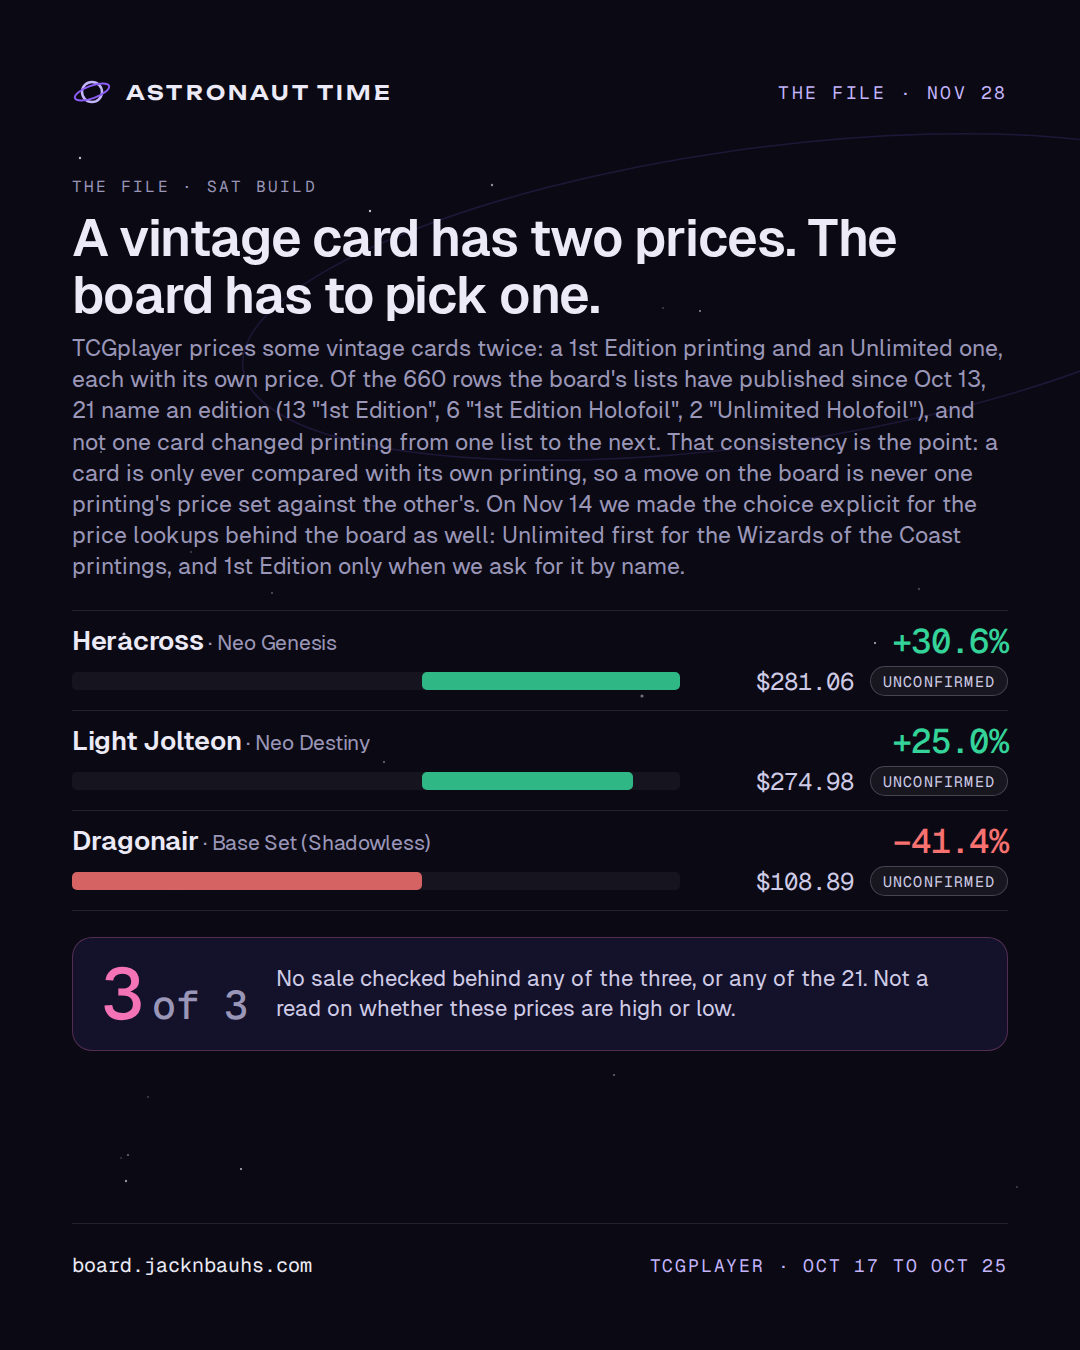 ASTRONAUT TIME
THE FILE · NOV 28
THE FILE · SAT BUILD
A vintage card has two prices. The
board has to pick one.
TCGplayer prices some vintage cards twice: a 1st Edition printing and an Unlimited one,
each with its own price. Of the 660 rows the board's lists have published since Oct 13,
21 name an edition (13 "1st Edition", 6 "1st Edition Holofoil", 2 "Unlimited Holofoil"), and
not one card changed printing from one list to the next. That consistency is the point: a
card is only ever compared with its own printing, so a move on the board is never one
printing's price set against the other's. On Nov 14 we made the choice explicit for the
price lookups behind the board as well: Unlimited first for the Wizards of the Coast
printings, and 1st Edition only when we ask for it by name.
Heracross · Neo Genesis
+30.6%
$281.06 UNCONFIRMED
Light Jolteon · Neo Destiny
+25.0%
$274.98 UNCONFIRMED
Dragonair · Base Set (Shadowless)
−41.4%
$108.89 UNCONFIRMED
3 of 3
No sale checked behind any of the three, or any of the 21. Not a
read on whether these prices are high or low.
board.jacknbauhs.com
TCGPLAYER · OCT 17 TO OCT 25